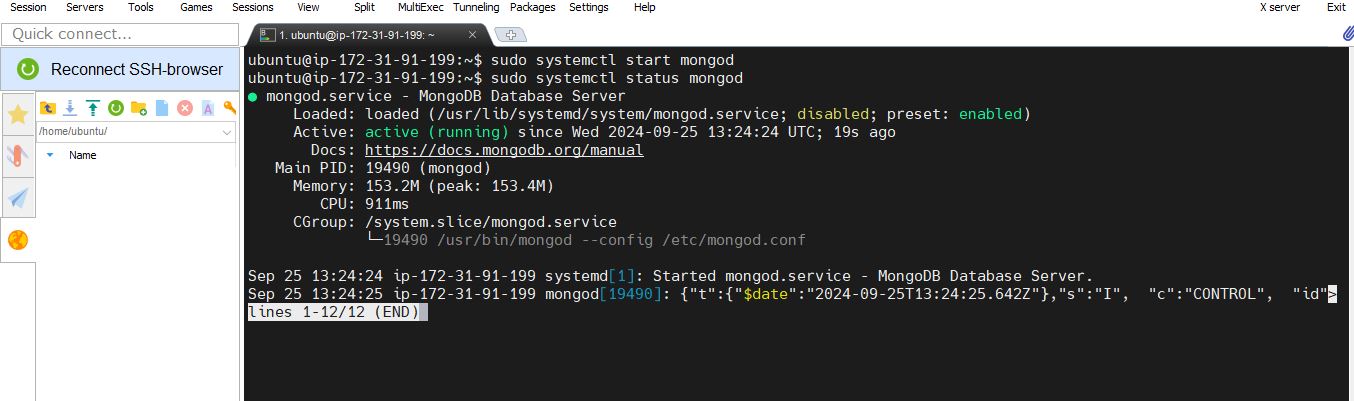 Session Servers Tools Games Sessions View Split MultiExec Tunneling Packages Settings Help X server Exit
Quick connect...
1. ubuntu@ip-172-31-91-199: ~
Reconnect SSH-browser
/home/ubuntu/
Name
ubuntu@ip-172-31-91-199:~$ sudo systemctl start mongod
ubuntu@ip-172-31-91-199:~$ sudo systemctl status mongod
● mongod.service - MongoDB Database Server
Loaded: loaded (/usr/lib/systemd/system/mongod.service; disabled; preset: enabled)
Active: active (running) since Wed 2024-09-25 13:24:24 UTC; 19s ago
Docs: https://docs.mongodb.org/manual
Main PID: 19490 (mongod)
Memory: 153.2M (peak: 153.4M)
CPU: 911ms
CGroup: /system.slice/mongod.service
└─19490 /usr/bin/mongod --config /etc/mongod.conf
Sep 25 13:24:24 ip-172-31-91-199 systemd[1]: Started mongod.service - MongoDB Database Server.
Sep 25 13:24:25 ip-172-31-91-199 mongod[19490]: {"t":{"$date":"2024-09-25T13:24:25.642Z"},"s":"I", "c":"CONTROL", "id">
lines 1-12/12 (END)